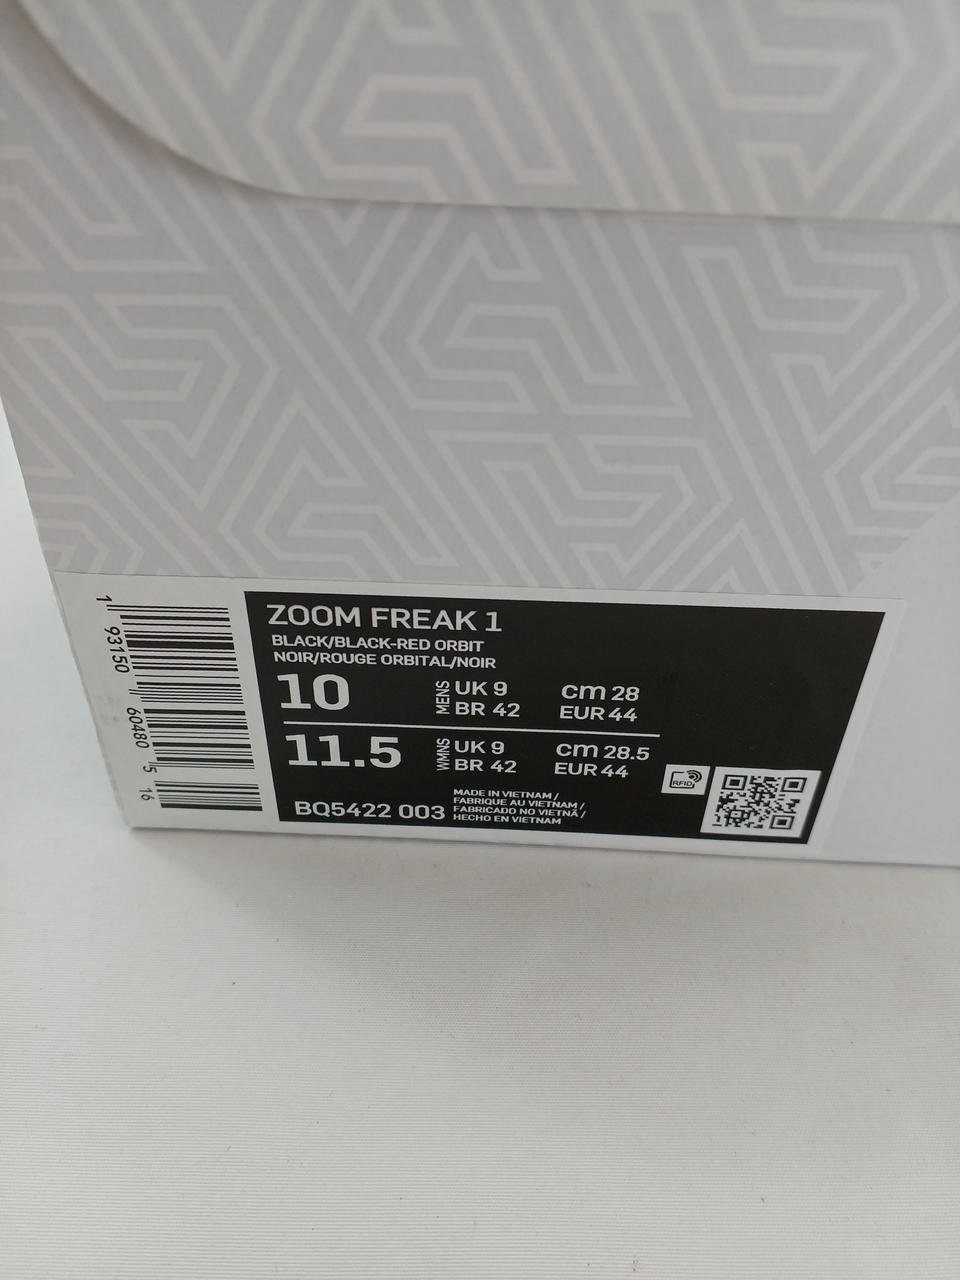 ZOOM FREAK 1
BLACK/BLACK-RED ORBIT
NOIR/ROUGE ORBITAL/NOIR
10 MENS UK 9 cm 28
BR 42 EUR 44
11.5 WMNS UK 9 cm 28.5
BR 42 EUR 44
BQ5422 003
MADE IN VIETNAM /
FABRIQUE AU VIETNAM /
FABRICADO NO VIETNÃ /
HECHO EN VIETNAM
RFID
1 93150 60480 5 16